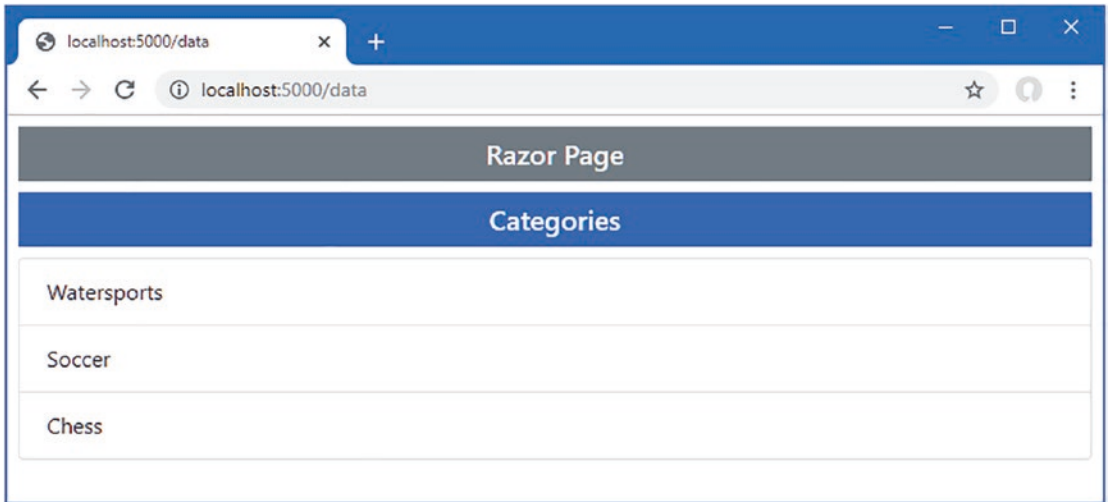 localhost:5000/data
localhost:5000/data
Razor Page
Categories
Watersports
Soccer
Chess